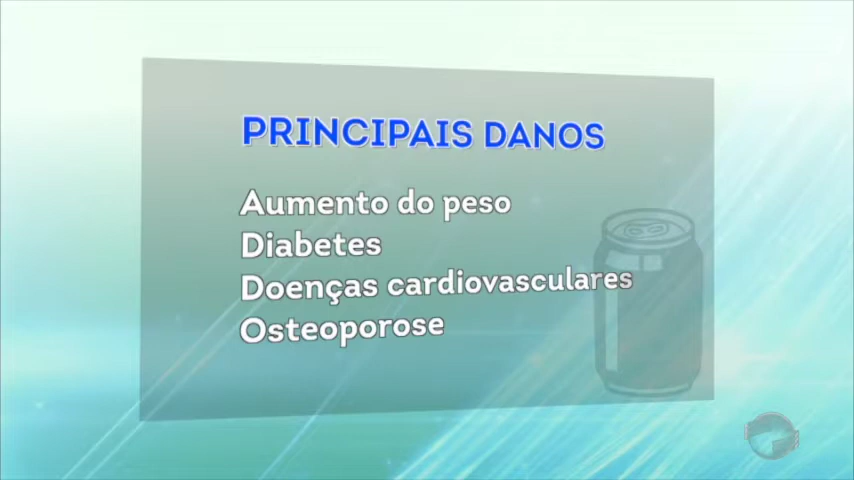 PRINCIPAIS DANOS
Aumento do peso
Diabetes
Doenças cardiovasculares
Osteoporose